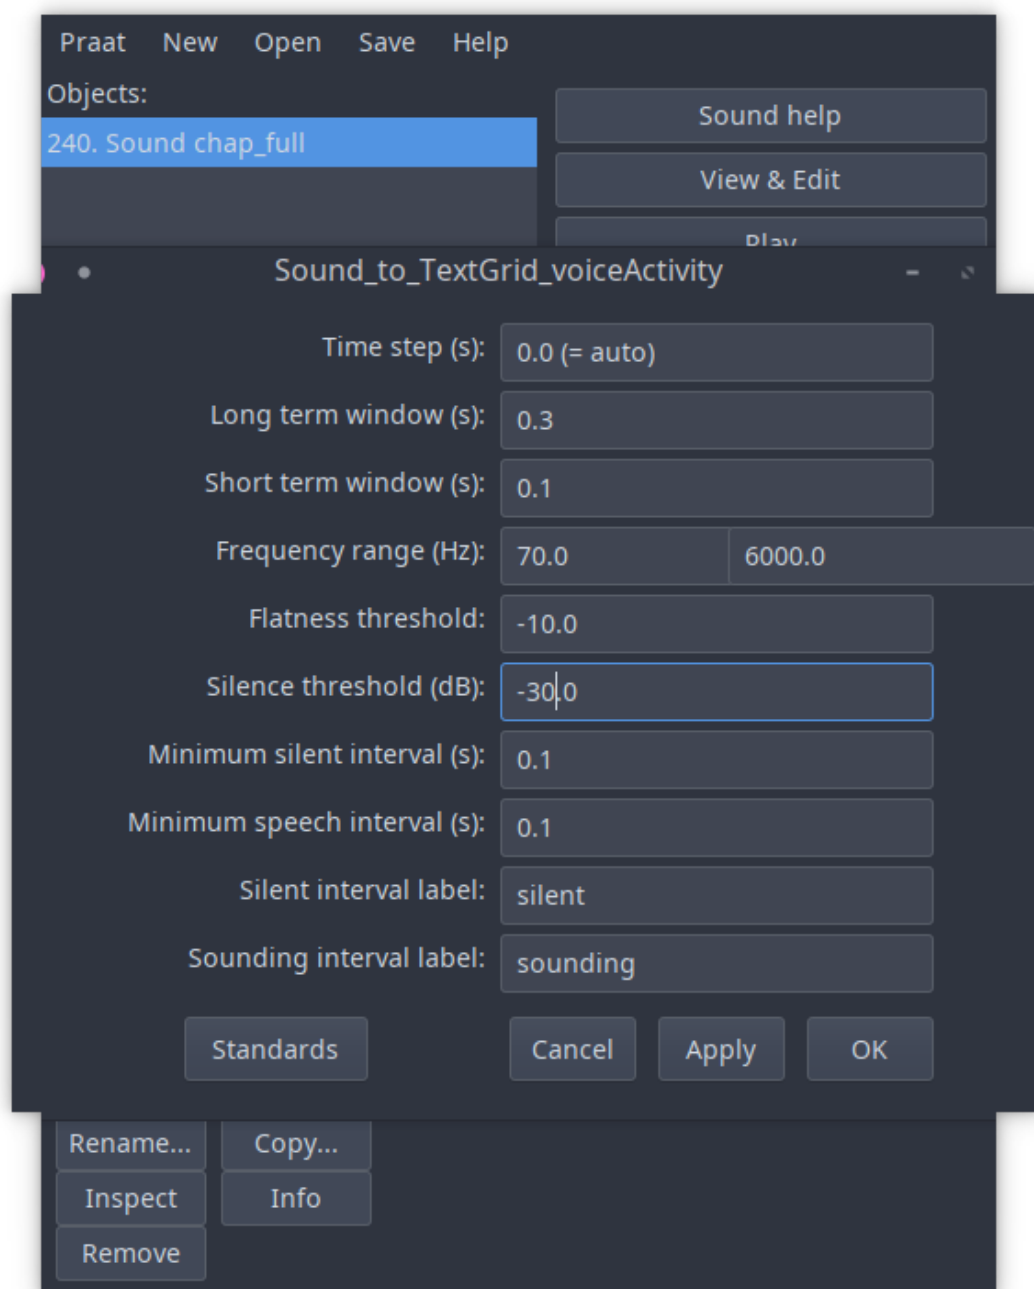 Praat New Open Save Help
Objects:
240. Sound chap_full
Sound help
View & Edit
Play
Sound_to_TextGrid_voiceActivity
Time step (s): 0.0 (= auto)
Long term window (s): 0.3
Short term window (s): 0.1
Frequency range (Hz): 70.0 6000.0
Flatness threshold: -10.0
Silence threshold (dB): -30.0
Minimum silent interval (s): 0.1
Minimum speech interval (s): 0.1
Silent interval label: silent
Sounding interval label: sounding
Standards Cancel Apply OK
Rename... Copy...
Inspect Info
Remove